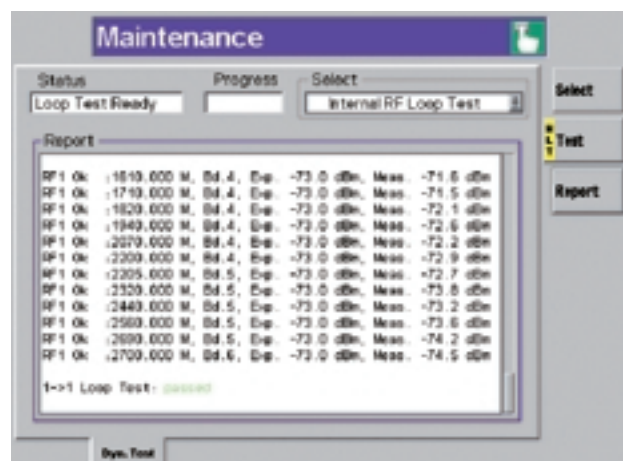 Maintenance
Status
Progress
Select
Loop Test Ready
Internal RF Loop Test
Select
Test
Report
Report
RF1 Ok :1610.000 M, Bd.4, Exp. -73.0 dBm, Meas. -71.6 dBm
RF1 Ok :1710.000 M, Bd.4, Exp. -73.0 dBm, Meas. -71.5 dBm
RF1 Ok :1820.000 M, Bd.4, Exp. -73.0 dBm, Meas. -72.1 dBm
RF1 Ok :1940.000 M, Bd.4, Exp. -73.0 dBm, Meas. -72.6 dBm
RF1 Ok :2070.000 M, Bd.4, Exp. -73.0 dBm, Meas. -72.2 dBm
RF1 Ok :2200.000 M, Bd.4, Exp. -73.0 dBm, Meas. -72.9 dBm
RF1 Ok :2205.000 M, Bd.5, Exp. -73.0 dBm, Meas. -72.7 dBm
RF1 Ok :2320.000 M, Bd.5, Exp. -73.0 dBm, Meas. -73.8 dBm
RF1 Ok :2440.000 M, Bd.5, Exp. -73.0 dBm, Meas. -73.2 dBm
RF1 Ok :2560.000 M, Bd.5, Exp. -73.0 dBm, Meas. -73.6 dBm
RF1 Ok :2690.000 M, Bd.5, Exp. -73.0 dBm, Meas. -74.2 dBm
RF1 Ok :2700.000 M, Bd.6, Exp. -73.0 dBm, Meas. -74.5 dBm
1->1 Loop Test: passed
Dyn. Test